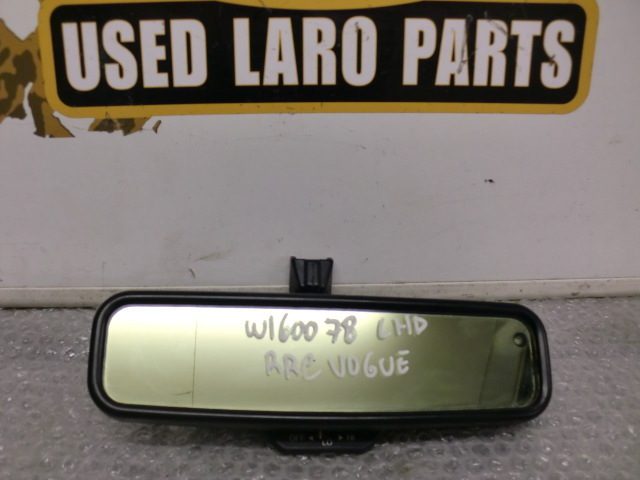 USED LARO PARTS
W160078 LHD
RRC VOGUE